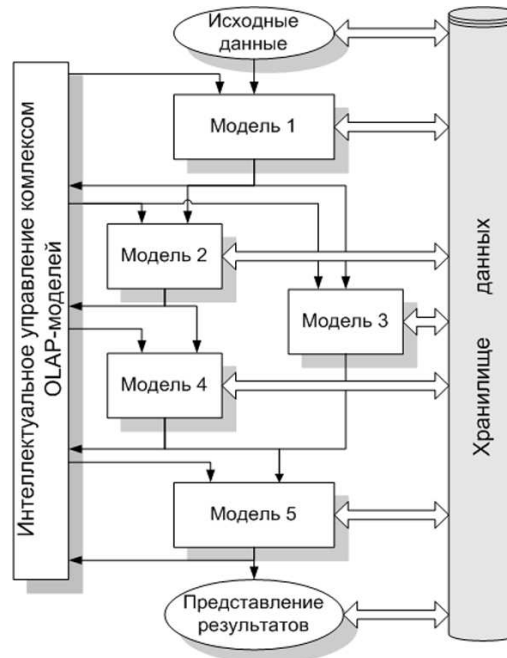 Исходные
данные
Модель 1
Модель 2
Модель 3
Модель 4
Модель 5
Представление
результатов
Интеллектуальное управление комлексом
OLAP-моделей
Хранилище данных